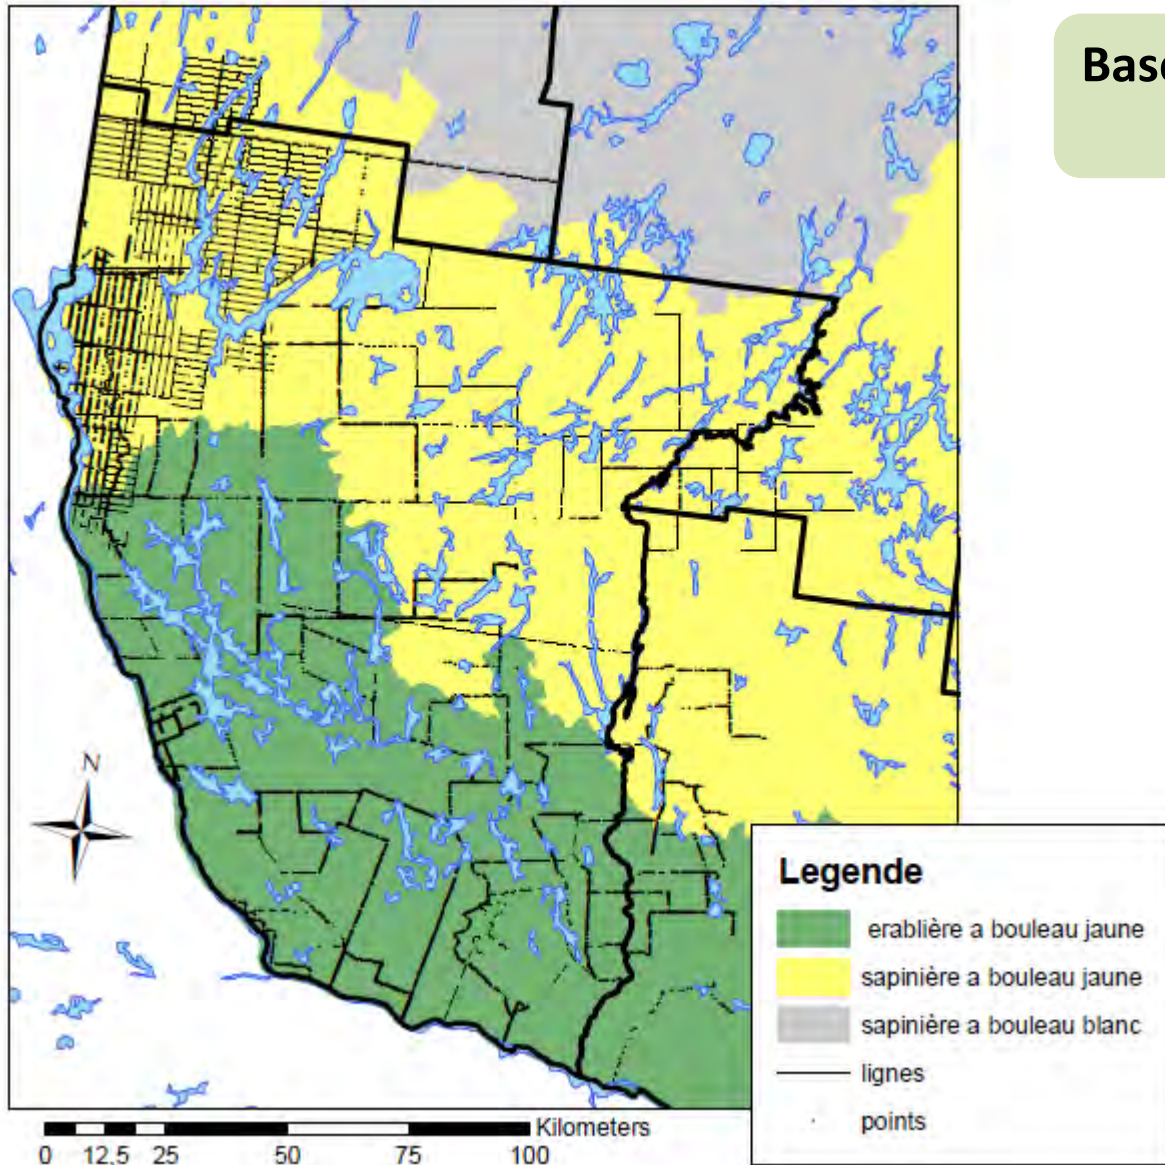 Base
N
Legende
erablière a bouleau jaune
sapinière a bouleau jaune
sapinière a bouleau blanc
lignes
points
Kilometers
0 12,5 25 50 75 100